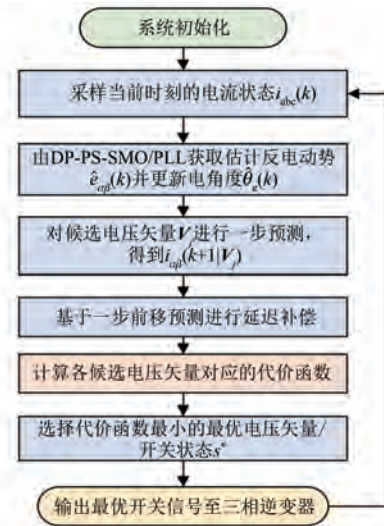 系统初始化
采样当前时刻的电流状态i_abc(k)
由DP-PS-SMO/PLL获取估计反电动势
ê_αβ(k)并更新电角度θ̂_e(k)
对候选电压矢量V_j进行一步预测，
得到i_αβ(k+1|V_j)
基于一步前移预测进行延迟补偿
计算各候选电压矢量对应的代价函数
选择代价函数最小的最优电压矢量/
开关状态s*
输出最优开关信号至三相逆变器